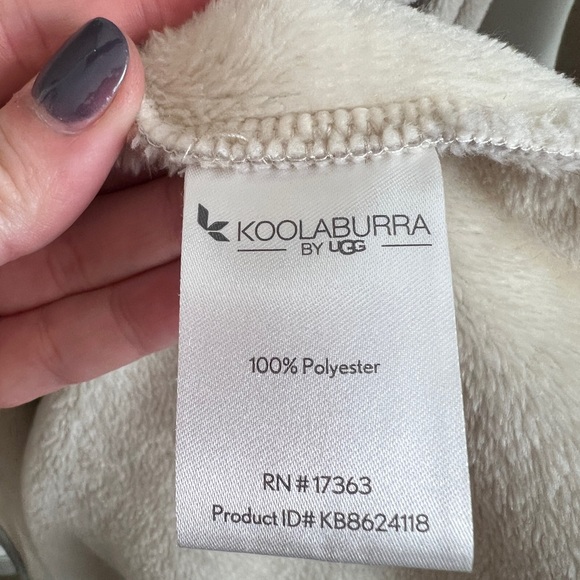 KOOLABURRA
BY UGG
100% Polyester
RN # 17363
Product ID# KB8624118